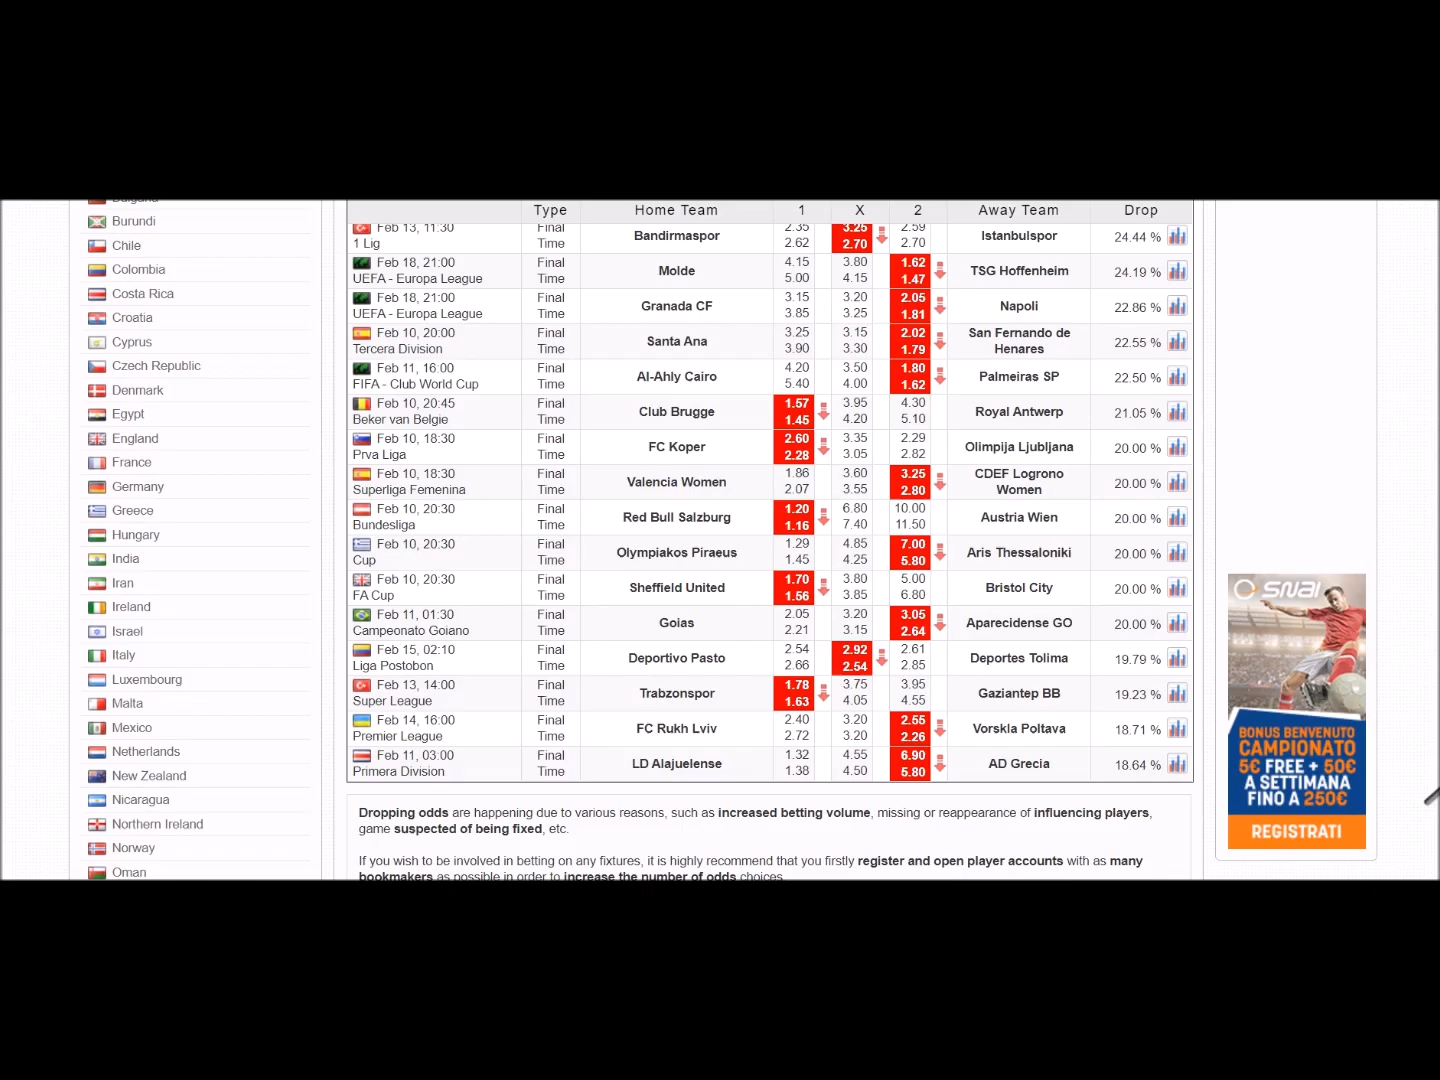 Burundi
Chile
Colombia
Costa Rica
Croatia
Cyprus
Czech Republic
Denmark
Egypt
England
France
Germany
Greece
Hungary
India
Iran
Ireland
Israel
Italy
Luxembourg
Malta
Mexico
Netherlands
New Zealand
Nicaragua
Northern Ireland
Norway
Oman
Type Home Team 1 X 2 Away Team Drop
Feb 13, 11:30 Final 2.35 3.25 2.59
1 Lig Time Bandirmaspor 2.62 2.70 2.70 Istanbulspor 24.44 %
Feb 18, 21:00 Final 4.15 3.80 1.62
UEFA - Europa League Time Molde 5.00 4.15 1.47 TSG Hoffenheim 24.19 %
Feb 18, 21:00 Final 3.15 3.20 2.05
UEFA - Europa League Time Granada CF 3.85 3.25 1.81 Napoli 22.86 %
Feb 10, 20:00 Final 3.25 3.15 2.02 San Fernando de
Tercera Division Time Santa Ana 3.90 3.30 1.79 Henares 22.55 %
Feb 11, 16:00 Final 4.20 3.50 1.80
FIFA - Club World Cup Time Al-Ahly Cairo 5.40 4.00 1.62 Palmeiras SP 22.50 %
Feb 10, 20:45 Final 1.57 3.95 4.30
Beker van Belgie Time Club Brugge 1.45 4.20 5.10 Royal Antwerp 21.05 %
Feb 10, 18:30 Final 2.60 3.35 2.29
Prva Liga Time FC Koper 2.28 3.05 2.82 Olimpija Ljubljana 20.00 %
Feb 10, 18:30 Final 1.86 3.60 3.25 CDEF Logrono
Superliga Femenina Time Valencia Women 2.07 3.55 2.80 Women 20.00 %
Feb 10, 20:30 Final 1.20 6.80 10.00
Bundesliga Time Red Bull Salzburg 1.16 7.40 11.50 Austria Wien 20.00 %
Feb 10, 20:30 Final 1.29 4.85 7.00
Cup Time Olympiakos Piraeus 1.45 4.25 5.80 Aris Thessaloniki 20.00 %
Feb 10, 20:30 Final 1.70 3.80 5.00
FA Cup Time Sheffield United 1.56 3.85 6.80 Bristol City 20.00 %
Feb 11, 01:30 Final 2.05 3.20 3.05
Campeonato Goiano Time Goias 2.21 3.15 2.64 Aparecidense GO 20.00 %
Feb 15, 02:10 Final 2.54 2.92 2.61
Liga Postobon Time Deportivo Pasto 2.66 2.54 2.85 Deportes Tolima 19.79 %
Feb 13, 14:00 Final 1.78 3.75 3.95
Super League Time Trabzonspor 1.63 4.05 4.55 Gaziantep BB 19.23 %
Feb 14, 16:00 Final 2.40 3.20 2.55
Premier League Time FC Rukh Lviv 2.72 3.20 2.26 Vorskla Poltava 18.71 %
Feb 11, 03:00 Final 1.32 4.55 6.90
Primera Division Time LD Alajuelense 1.38 4.50 5.80 AD Grecia 18.64 %
Dropping odds are happening due to various reasons, such as increased betting volume, missing or reappearance of influencing players,
game suspected of being fixed, etc.
If you wish to be involved in betting on any fixtures, it is highly recommend that you firstly register and open player accounts with as many
bookmakers as possible in order to increase the number of odds choices
SNAI
BONUS BENVENUTO
CAMPIONATO
5€ FREE + 50€
A SETTIMANA
FINO A 250€
REGISTRATI